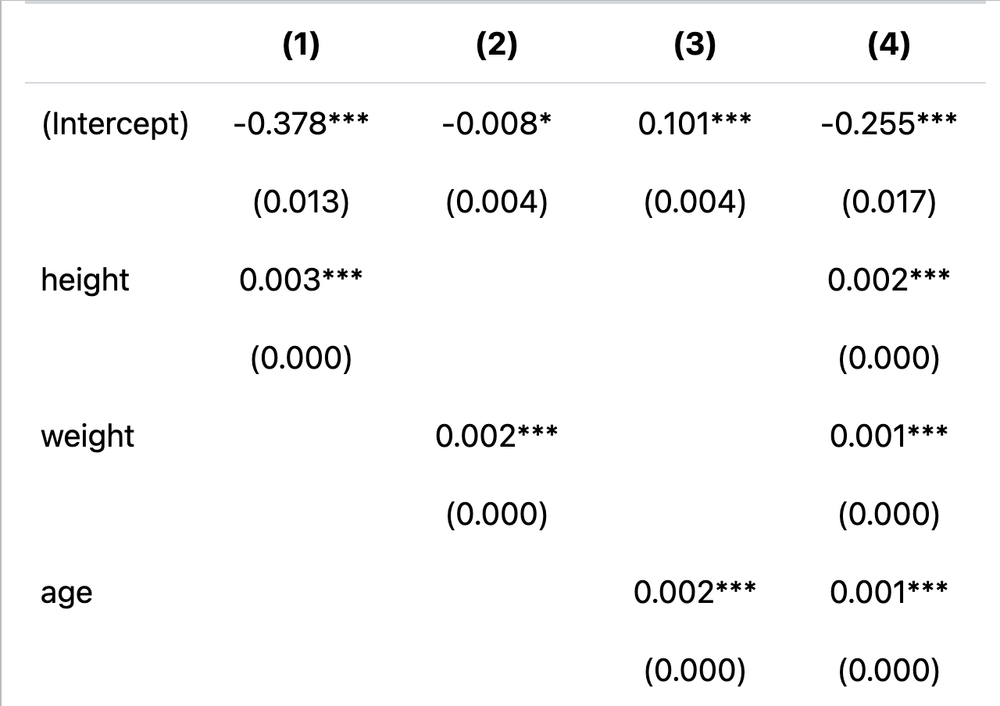 (1) (2) (3) (4)
(Intercept) -0.378*** -0.008* 0.101*** -0.255***
(0.013) (0.004) (0.004) (0.017)
height 0.003*** 0.002***
(0.000) (0.000)
weight 0.002*** 0.001***
(0.000) (0.000)
age 0.002*** 0.001***
(0.000) (0.000)